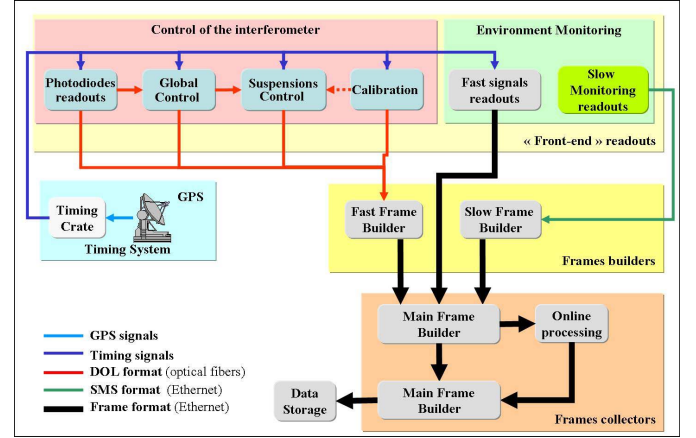 Control of the interferometer
Environment Monitoring
Photodiodes
readouts
Global
Control
Suspensions
Control
Calibration
Fast signals
readouts
Slow
Monitoring
readouts
« Front-end » readouts
GPS
Timing
Crate
Timing System
Fast Frame
Builder
Slow Frame
Builder
Frames builders
Main Frame
Builder
Online
processing
GPS signals
Timing signals
DOL format (optical fibers)
SMS format (Ethernet)
Frame format (Ethernet)
Data
Storage
Main Frame
Builder
Frames collectors